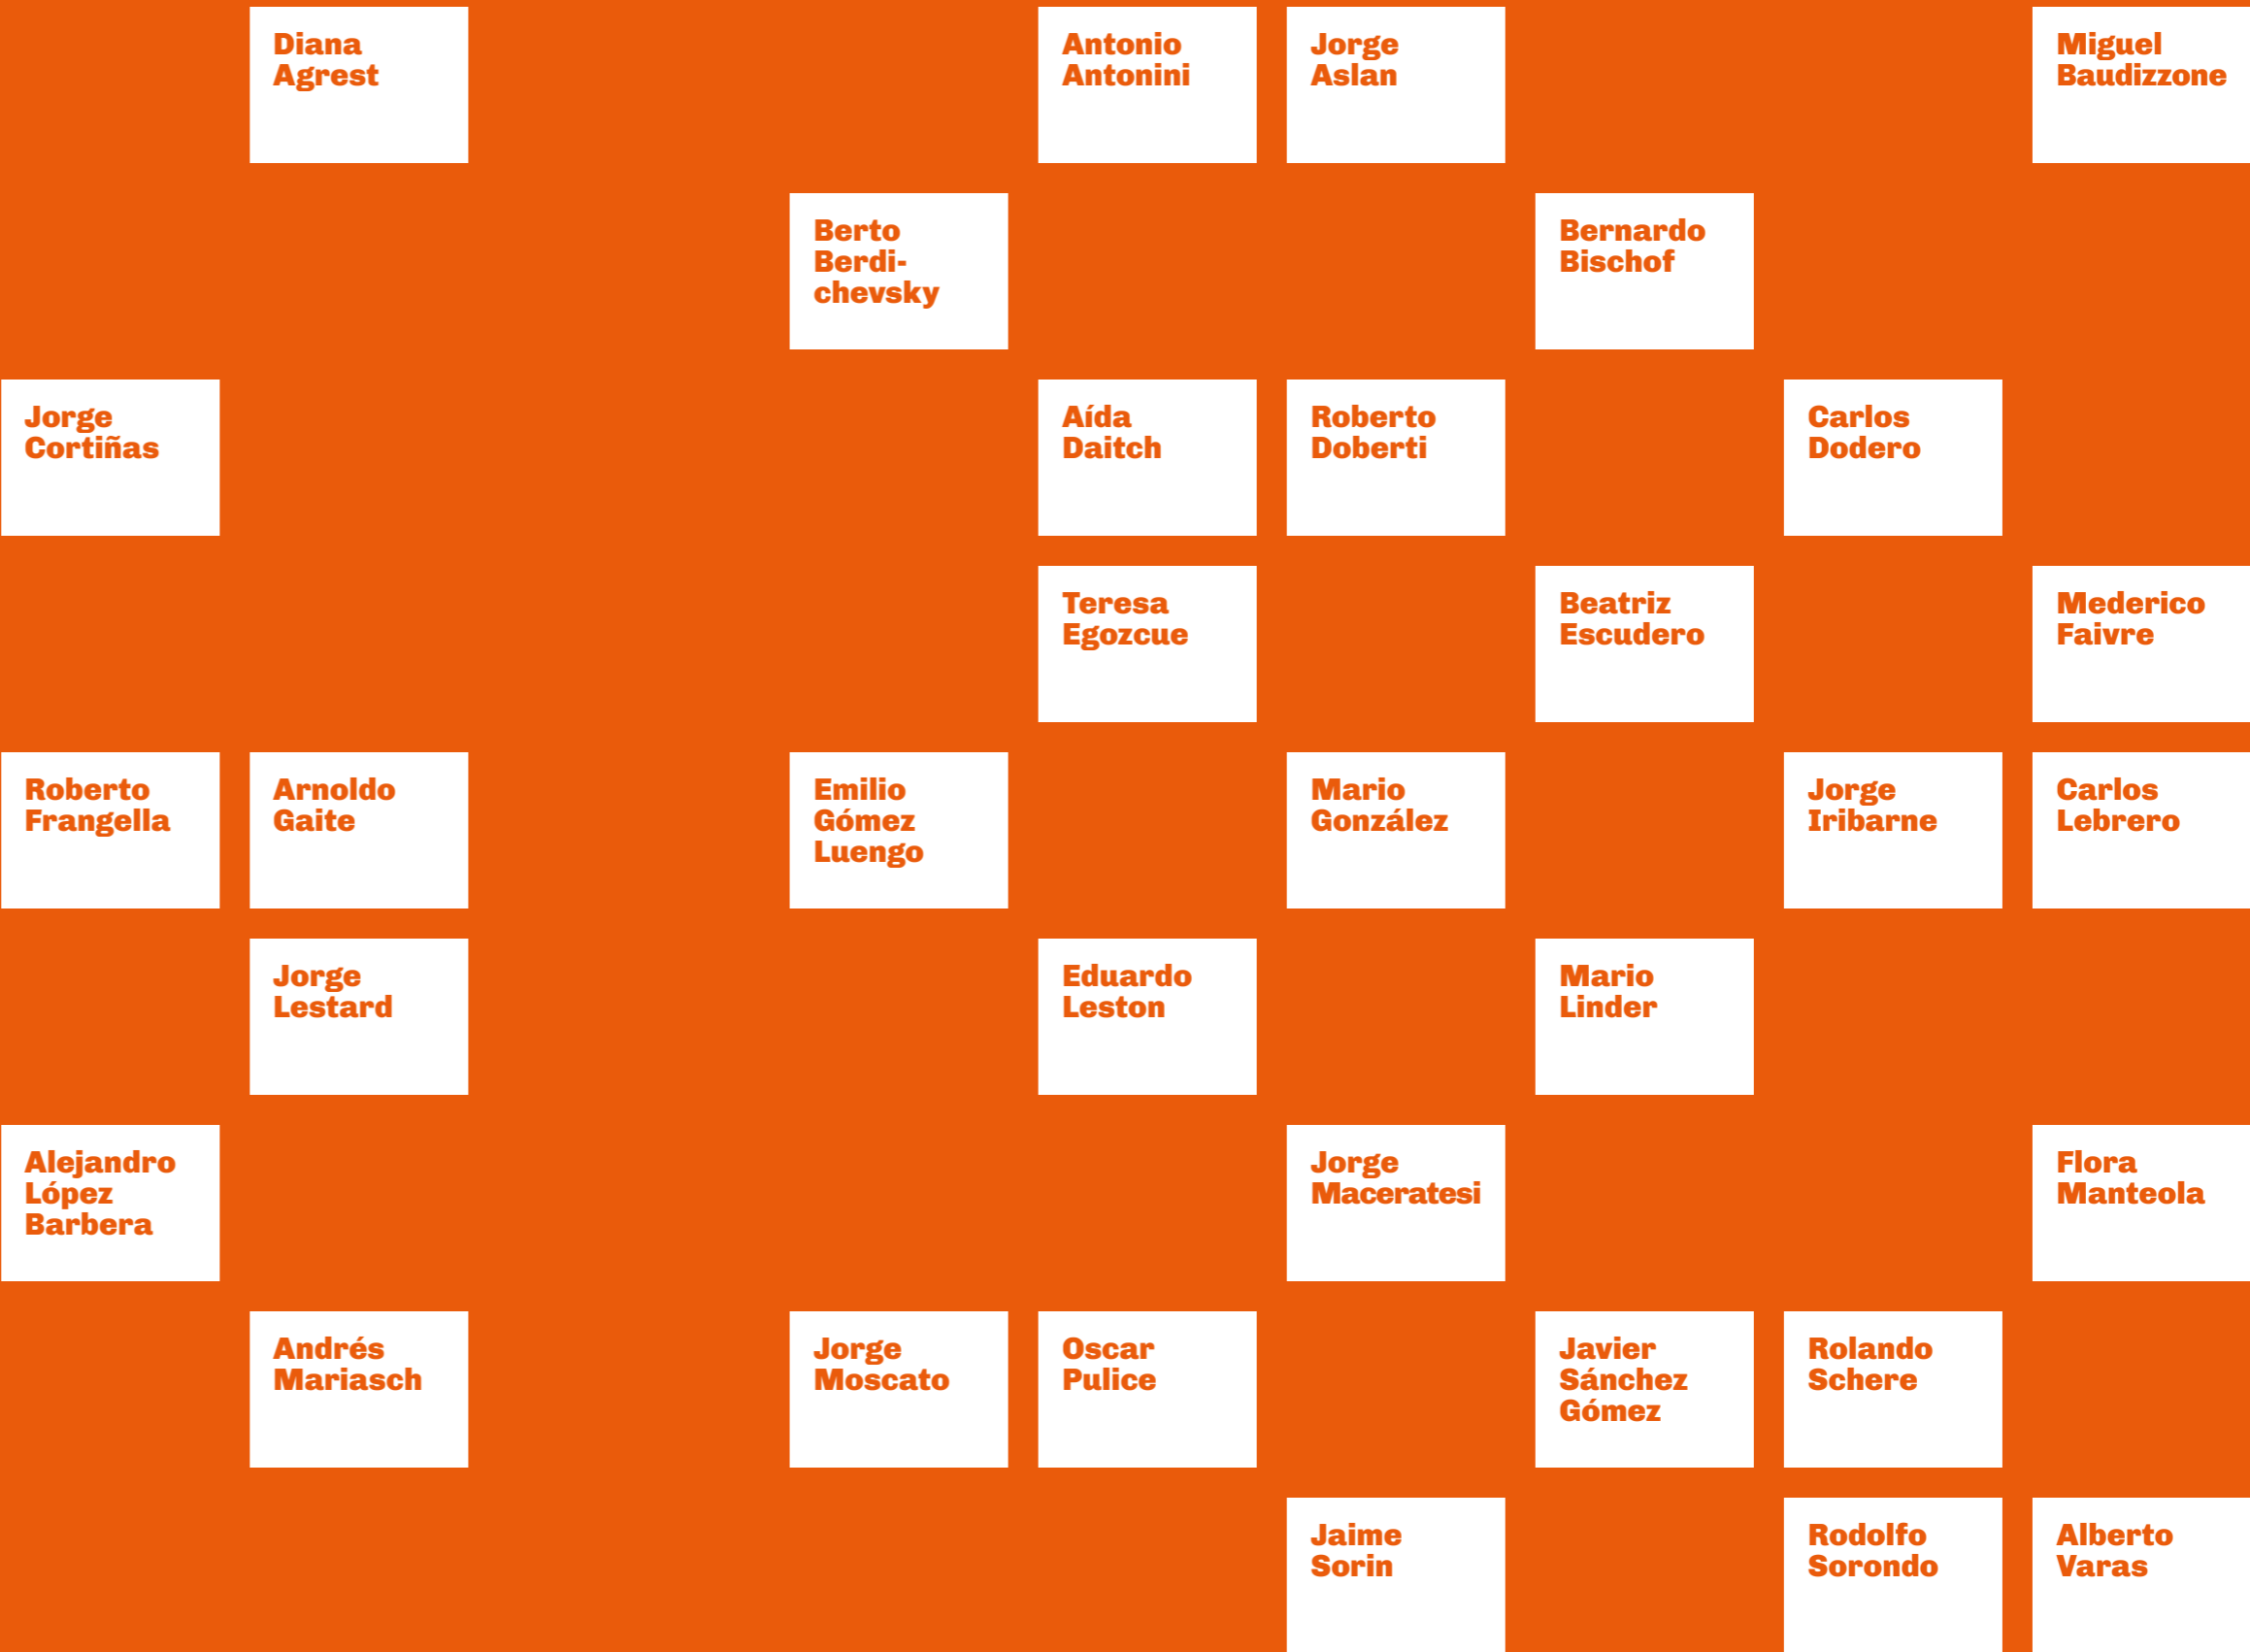 Diana
Agrest
Antonio
Antonini
Jorge
Aslan
Miguel
Baudizzone
Berto
Berdi-
chevsky
Bernardo
Bischof
Jorge
Cortiñas
Aída
Daitch
Roberto
Doberti
Carlos
Dodero
Teresa
Egozcue
Beatriz
Escudero
Mederico
Faivre
Roberto
Frangella
Arnoldo
Gaite
Emilio
Gómez
Luengo
Mario
González
Jorge
Iribarne
Carlos
Lebrero
Jorge
Lestard
Eduardo
Leston
Mario
Linder
Alejandro
López
Barbera
Jorge
Maceratesi
Flora
Manteola
Andrés
Mariasch
Jorge
Moscato
Oscar
Pulice
Javier
Sánchez
Gómez
Rolando
Schere
Jaime
Sorin
Rodolfo
Sorondo
Alberto
Varas